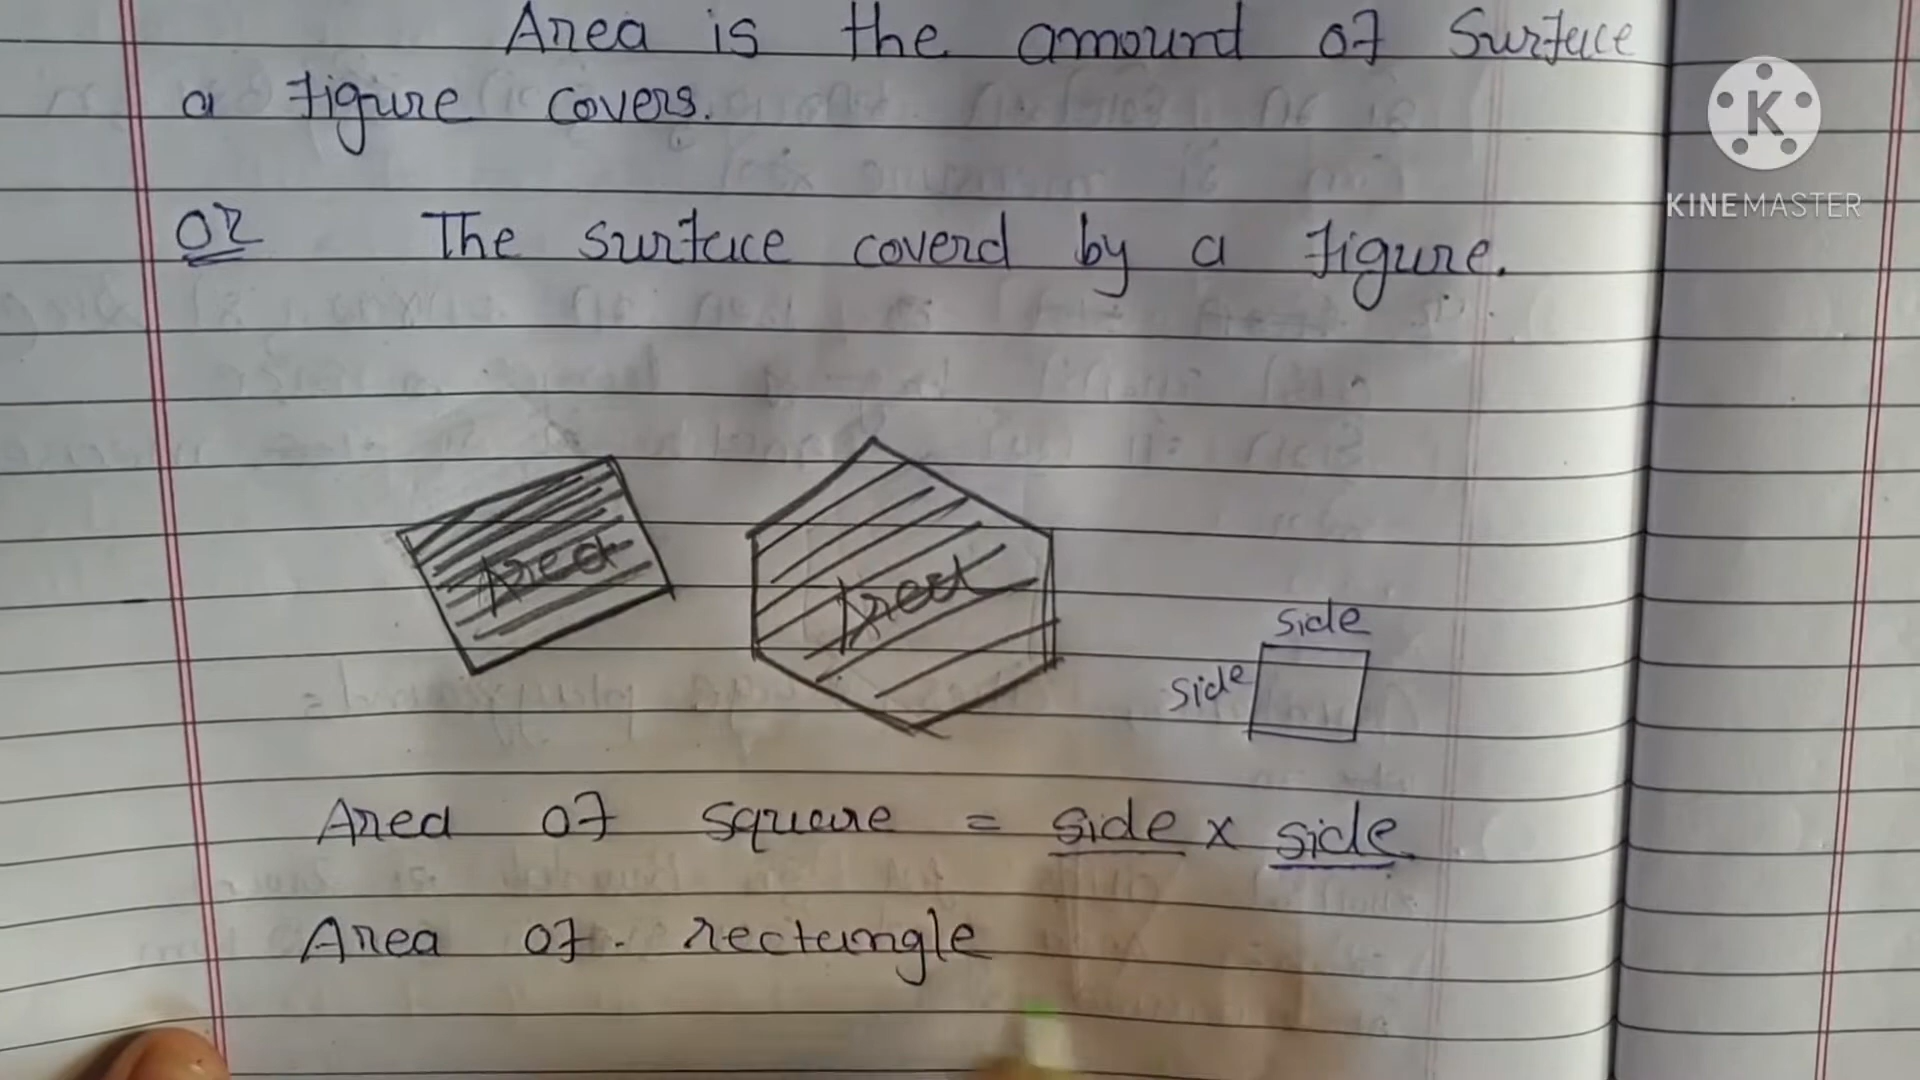 Area is the amount of Surface
a figure covers.
K
KINEMASTER
or The surface coverd by a figure.
Area
Area
side
side
Area of square = side x side
Area of rectangle